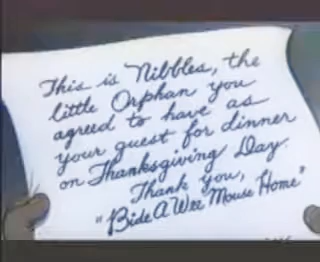 This is Nibbles, the
little Orphan you
agreed to have as
your guest for dinner
on Thanksgiving Day.
Thank you,
"Bide A Wee Mouse Home"